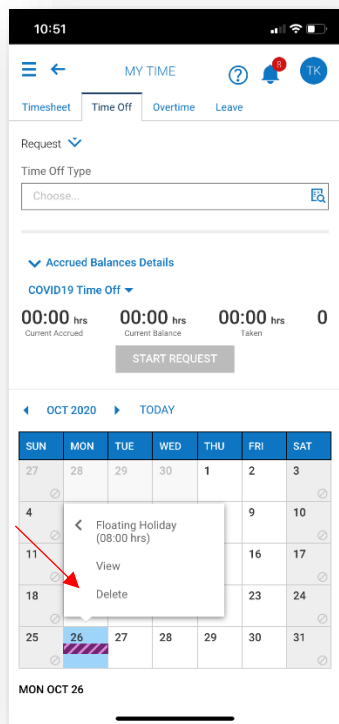 10:51
MY TIME
8
TK
Timesheet Time Off Overtime Leave
Request
Time Off Type
Choose...
Accrued Balances Details
COVID19 Time Off
00:00 hrs 00:00 hrs 00:00 hrs 0
Current Accrued Current Balance Taken
START REQUEST
OCT 2020 TODAY
SUN MON TUE WED THU FRI SAT
27 28 29 30 1 2 3
4 9 10
Floating Holiday
(08:00 hrs)
11 16 17
View
18 23 24
Delete
25 26 27 28 29 30 31
MON OCT 26